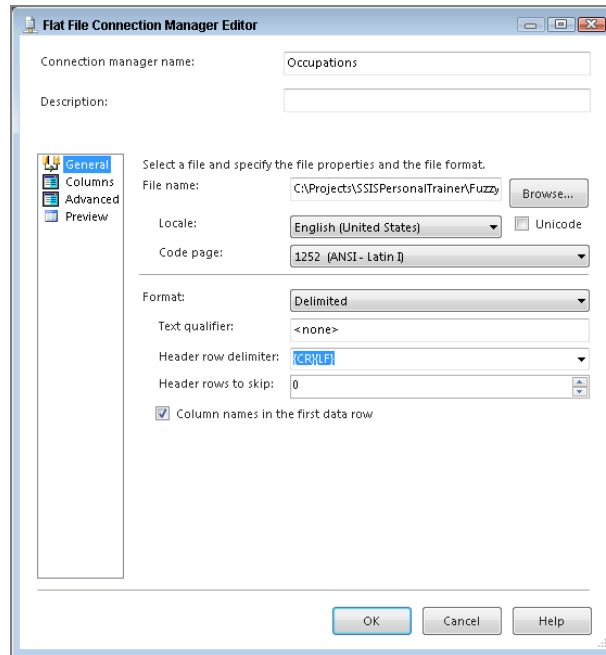 Flat File Connection Manager Editor
Connection manager name: Occupations
Description:
General
Columns
Advanced
Preview
Select a file and specify the file properties and the file format.
File name: C:\Projects\SSISPersonalTrainer\Fuzzy Browse...
Locale: English (United States) Unicode
Code page: 1252 (ANSI - Latin I)
Format: Delimited
Text qualifier: <none>
Header row delimiter: {CR}{LF}
Header rows to skip: 0
Column names in the first data row
OK Cancel Help